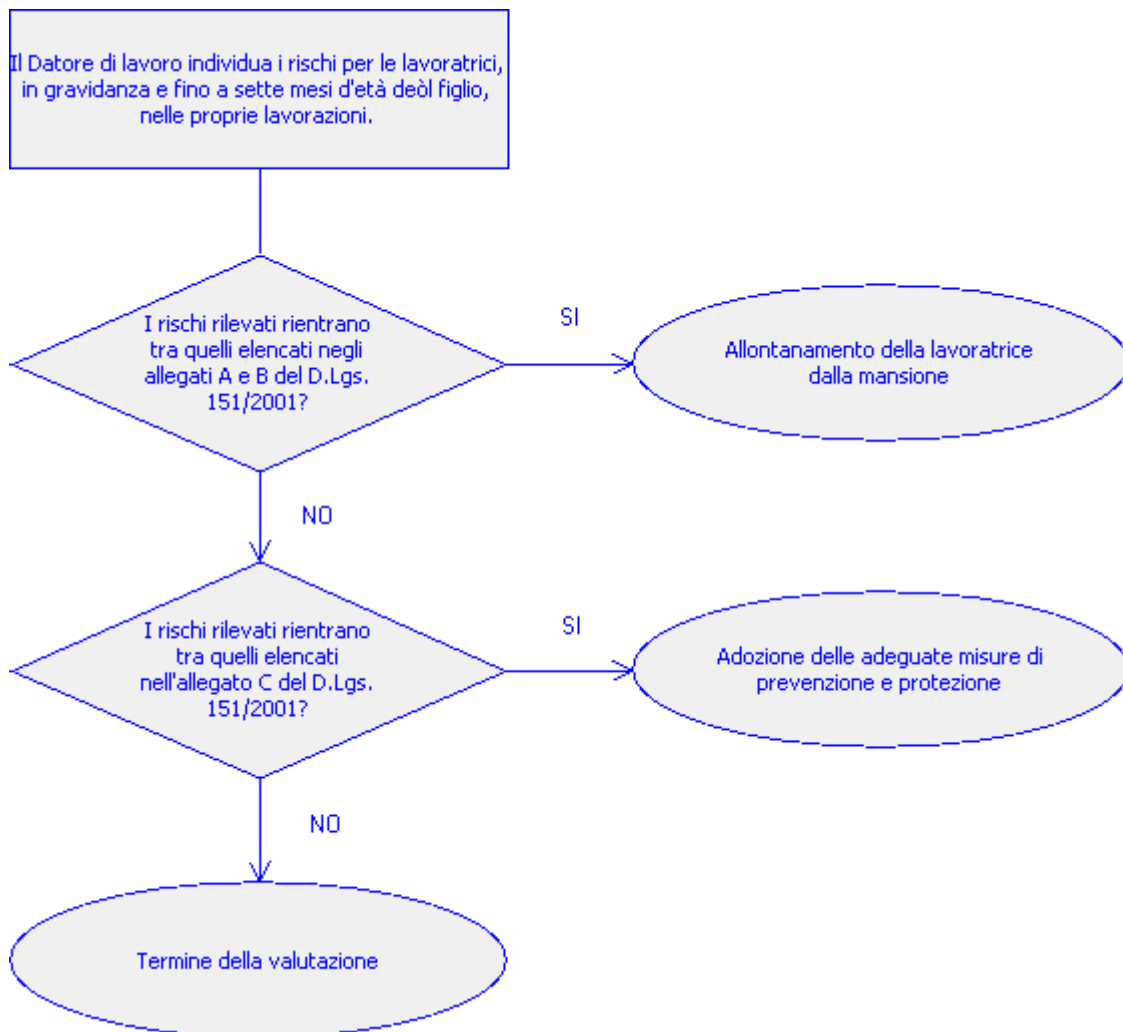 Il Datore di lavoro individua i rischi per le lavoratrici,
in gravidanza e fino a sette mesi d'età deòl figlio,
nelle proprie lavorazioni.
I rischi rilevati rientrano
tra quelli elencati negli
allegati A e B del D.Lgs.
151/2001?
SI
Allontanamento della lavoratrice
dalla mansione
NO
I rischi rilevati rientrano
tra quelli elencati
nell'allegato C del D.Lgs.
151/2001?
SI
Adozione delle adeguate misure di
prevenzione e protezione
NO
Termine della valutazione